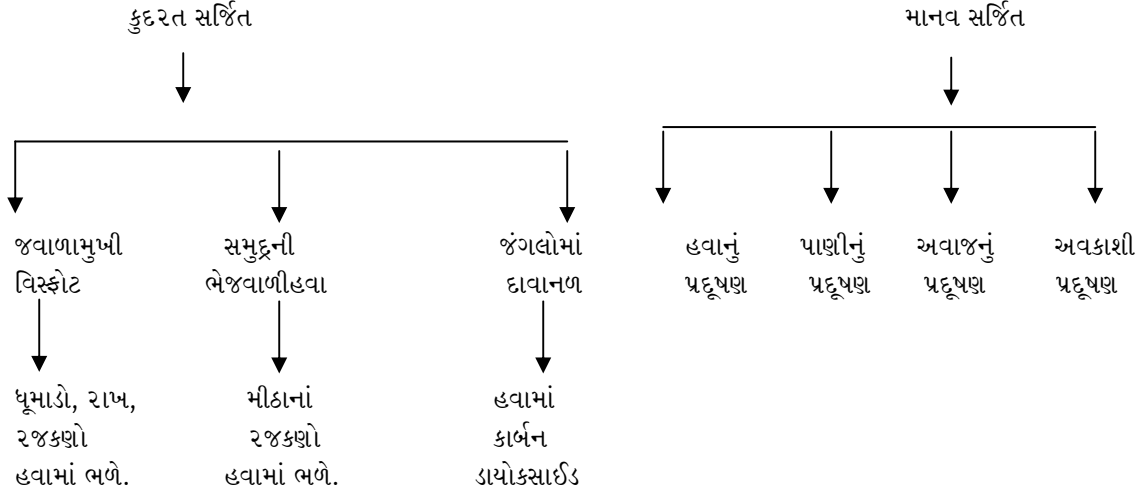 કુદરત સર્જિત
માનવ સર્જિત
જવાળામુખી
વિસ્ફોટ
સમુદ્રની
ભેજવાળીહવા
જંગલોમાં
દાવાનળ
હવાનું
પ્રદૂષણ
પાણીનું
પ્રદૂષણ
અવાજનું
પ્રદૂષણ
અવકાશી
પ્રદૂષણ
ધૂમાડો, રાખ,
રજકણો
હવામાં ભળે.
મીઠાનાં
રજકણો
હવામાં ભળે.
હવામાં
કાર્બન
ડાયોકસાઈડ